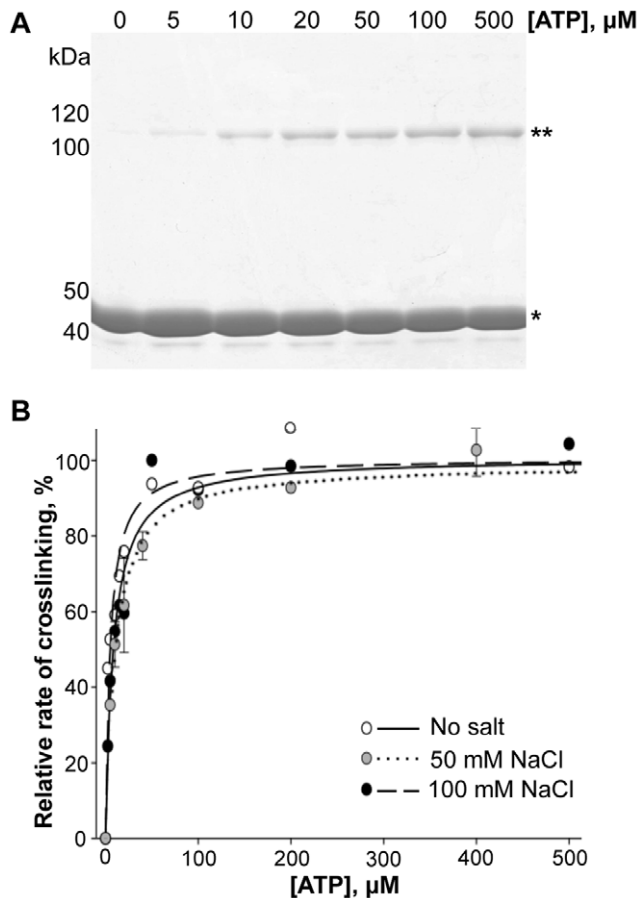 A
0 5 10 20 50 100 500 [ATP], µM
kDa
120
100
**
50
40
*
B
Relative rate of crosslinking, %
100
80
60
40
20
0
No salt
50 mM NaCl
100 mM NaCl
0 100 200 300 400 500
[ATP], µM